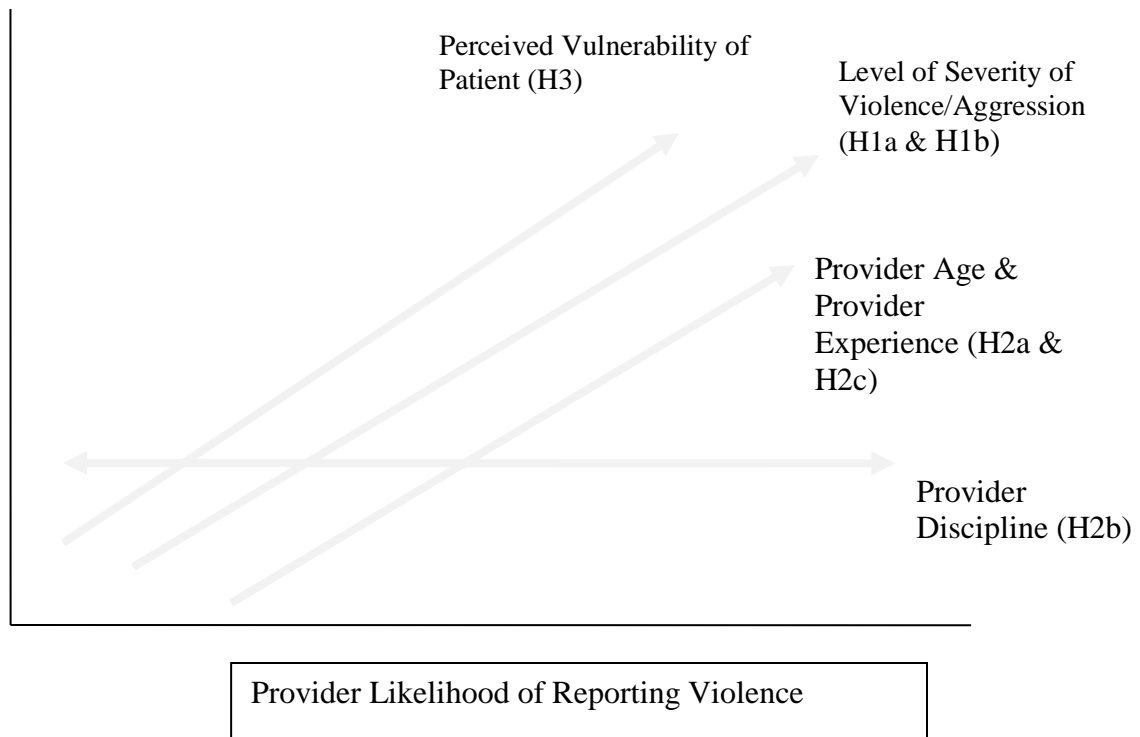 Perceived Vulnerability of
Patient (H3)
Level of Severity of
Violence/Aggression
(H1a & H1b)
Provider Age &
Provider
Experience (H2a &
H2c)
Provider
Discipline (H2b)
Provider Likelihood of Reporting Violence